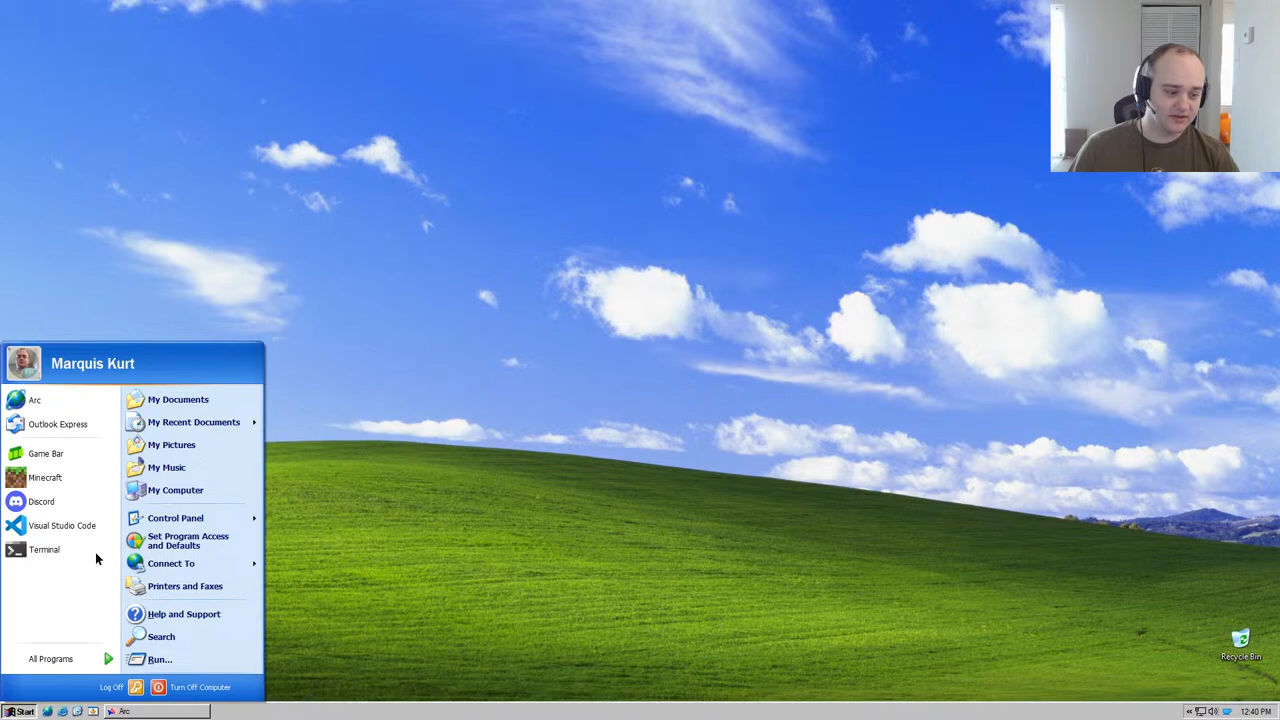 Marquis Kurt
Arc
Outlook Express
Game Bar
Minecraft
Discord
Visual Studio Code
Terminal
All Programs
My Documents
My Recent Documents
My Pictures
My Music
My Computer
Control Panel
Set Program Access
and Defaults
Connect To
Printers and Faxes
Help and Support
Search
Run...
Log Off
Turn Off Computer
Recycle Bin
Start
Arc
12:40 PM